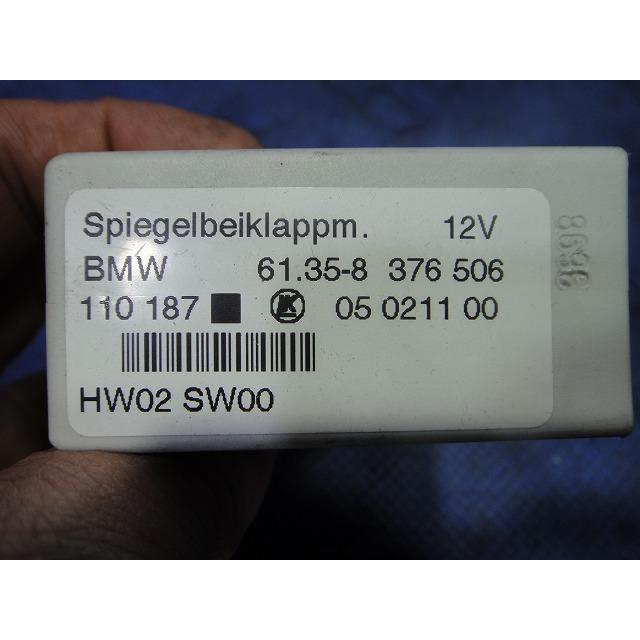 Spiegelbeiklappm. 12V
BMW 61.35-8 376 506
110 187 K 05 0211 00
HW02 SW00